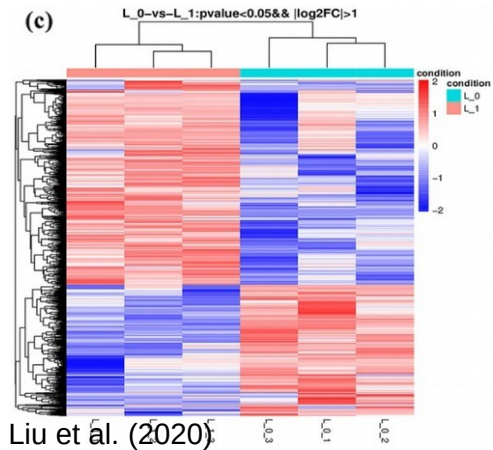 (c)
L_0-vs-L_1:pvalue<0.05&& |log2FC|>1
condition
2
1
0
−1
−2
condition
L_0
L_1
L_0_3
L_0_1
L_0_2
Liu et al. (2020)